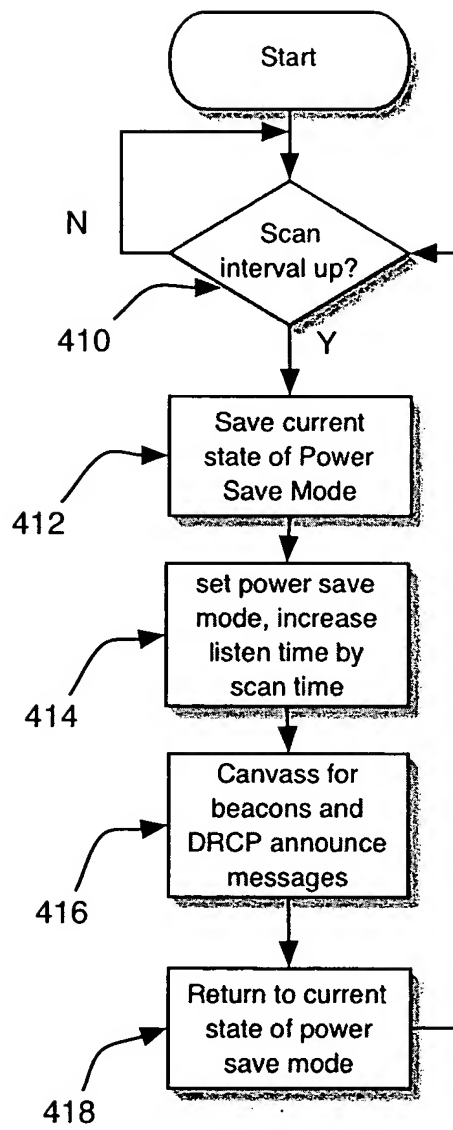 Start
N
Scan
interval up?
410
Y
Save current
state of Power
Save Mode
412
set power save
mode, increase
listen time by
scan time
414
Canvass for
beacons and
DRCP announce
messages
416
Return to current
state of power
save mode
418